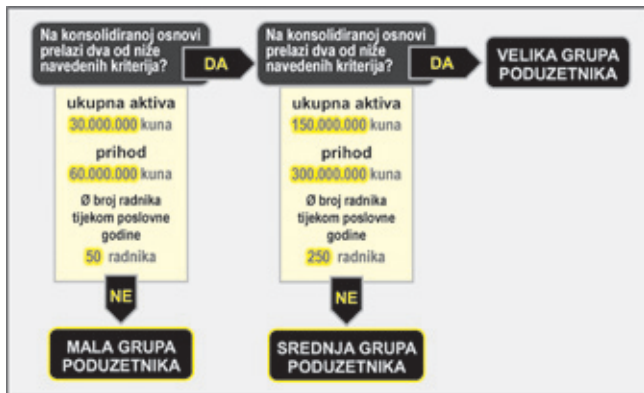 Na konsolidiranoj osnovi
prelazi dva od niže
navedenih kriterija?
DA
ukupna aktiva
30.000.000 kuna
prihod
60.000.000 kuna
Ø broj radnika
tijekom poslovne
godine
50 radnika
NE
MALA GRUPA
PODUZETNIKA
Na konsolidiranoj osnovi
prelazi dva od niže
navedenih kriterija?
DA
ukupna aktiva
150.000.000 kuna
prihod
300.000.000 kuna
Ø broj radnika
tijekom poslovne
godine
250 radnika
NE
SREDNJA GRUPA
PODUZETNIKA
VELIKA GRUPA
PODUZETNIKA